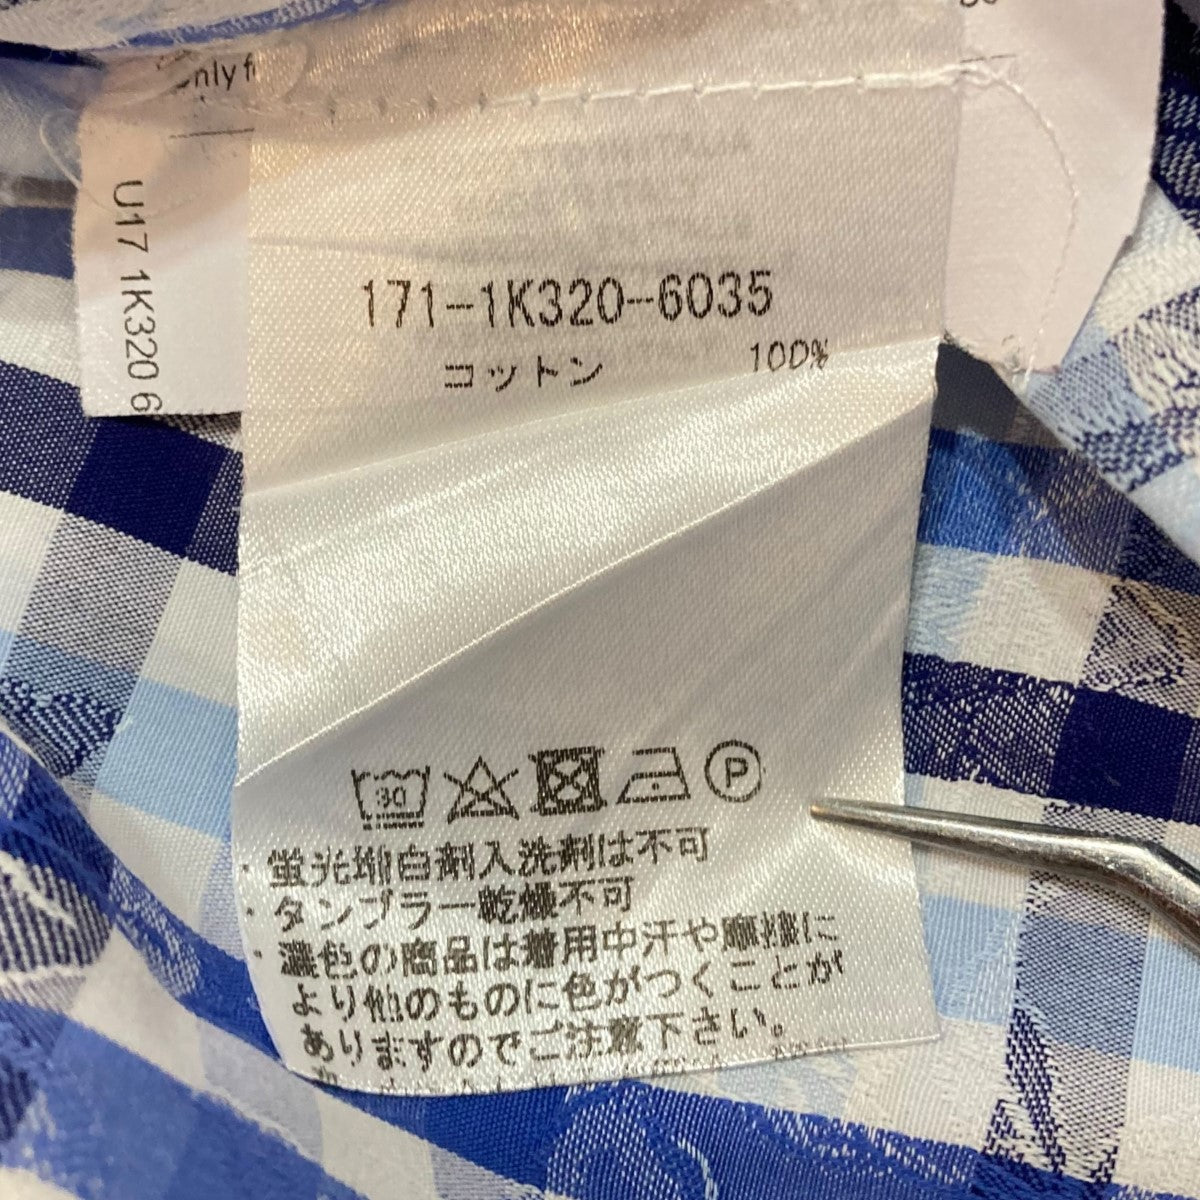 nly f
U17 1K320 6
171-1K320-6035
コットン 100%
30
P
・蛍光増白剤入洗剤は不可
・タンブラー乾燥不可
・濃色の商品は着用中汗や摩擦に
より他のものに色がつくことが
ありますのでご注意下さい。